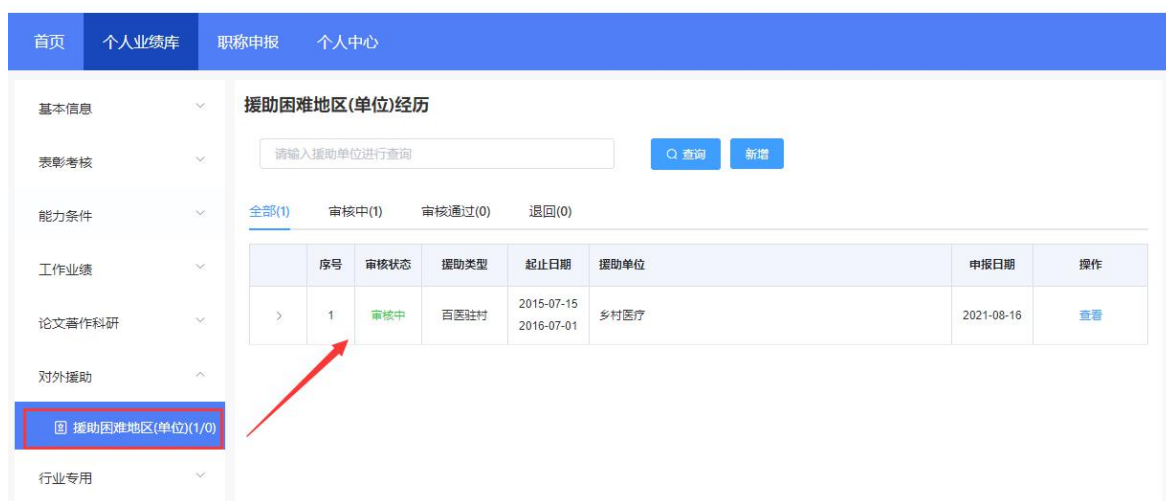 首页 个人业绩库 职称申报 个人中心
基本信息
表彰考核
能力条件
工作业绩
论文著作科研
对外援助
援助困难地区(单位)(1/0)
行业专用
援助困难地区(单位)经历
请输入援助单位进行查询 查询 新增
全部(1) 审核中(1) 审核通过(0) 退回(0)
序号 审核状态 援助类型 起止日期 援助单位 申报日期 操作
1 审核中 百医驻村 2015-07-15 乡村医疗 2021-08-16 查看
2016-07-01